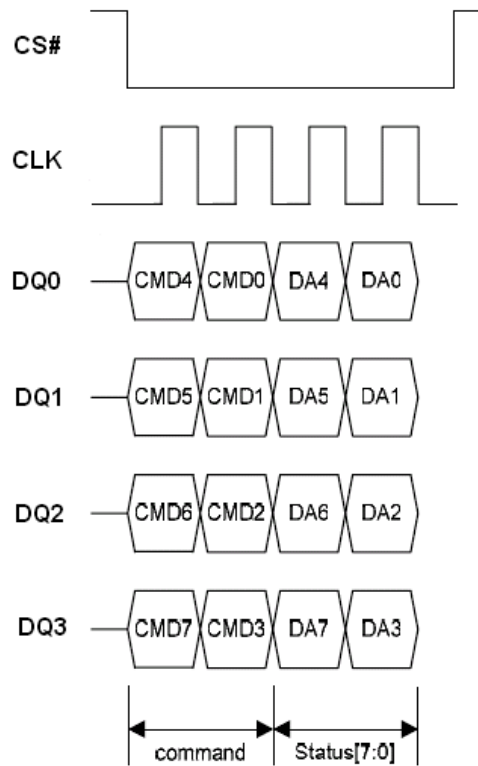 CS#
CLK
DQ0 CMD4 CMD0 DA4 DA0
DQ1 CMD5 CMD1 DA5 DA1
DQ2 CMD6 CMD2 DA6 DA2
DQ3 CMD7 CMD3 DA7 DA3
command Status[7:0]